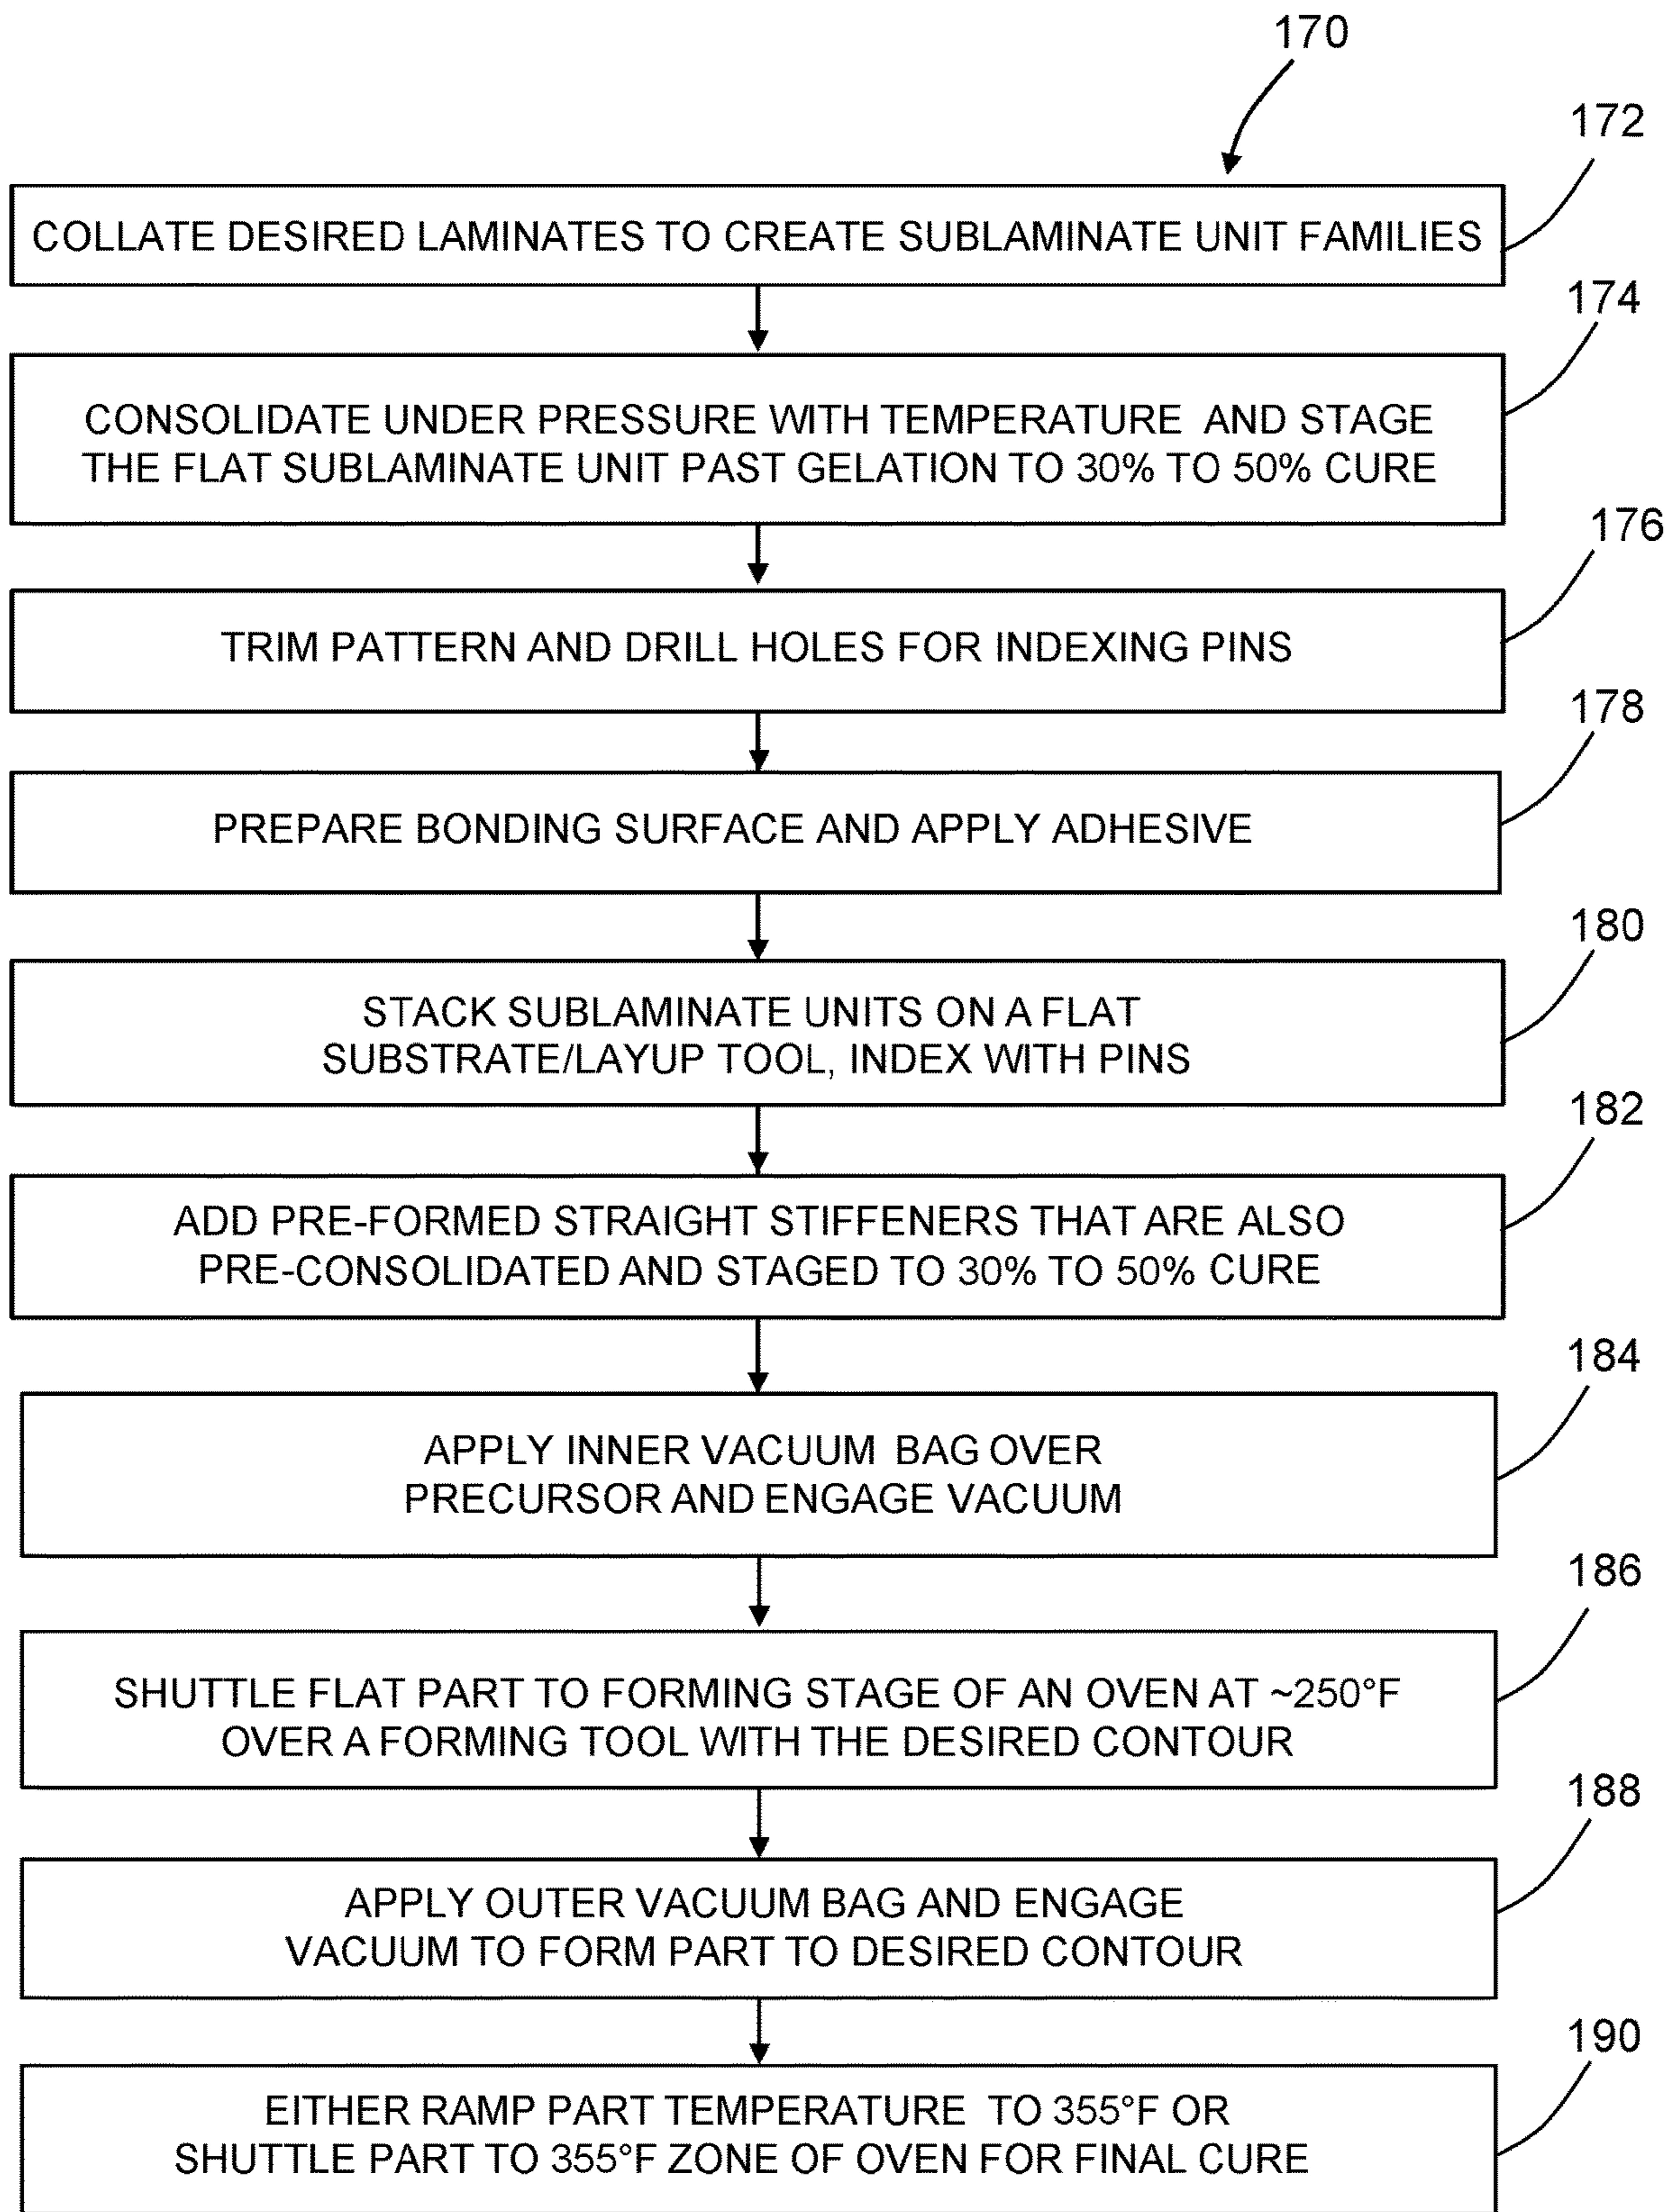 170
172
COLLATE DESIRED LAMINATES TO CREATE SUBLAMINATE UNIT FAMILIES
174
CONSOLIDATE UNDER PRESSURE WITH TEMPERATURE AND STAGE
THE FLAT SUBLAMINATE UNIT PAST GELATION TO 30% TO 50% CURE
176
TRIM PATTERN AND DRILL HOLES FOR INDEXING PINS
178
PREPARE BONDING SURFACE AND APPLY ADHESIVE
180
STACK SUBLAMINATE UNITS ON A FLAT
SUBSTRATE/LAYUP TOOL, INDEX WITH PINS
182
ADD PRE-FORMED STRAIGHT STIFFENERS THAT ARE ALSO
PRE-CONSOLIDATED AND STAGED TO 30% TO 50% CURE
184
APPLY INNER VACUUM BAG OVER
PRECURSOR AND ENGAGE VACUUM
186
SHUTTLE FLAT PART TO FORMING STAGE OF AN OVEN AT ~250°F
OVER A FORMING TOOL WITH THE DESIRED CONTOUR
188
APPLY OUTER VACUUM BAG AND ENGAGE
VACUUM TO FORM PART TO DESIRED CONTOUR
190
EITHER RAMP PART TEMPERATURE TO 355°F OR
SHUTTLE PART TO 355°F ZONE OF OVEN FOR FINAL CURE